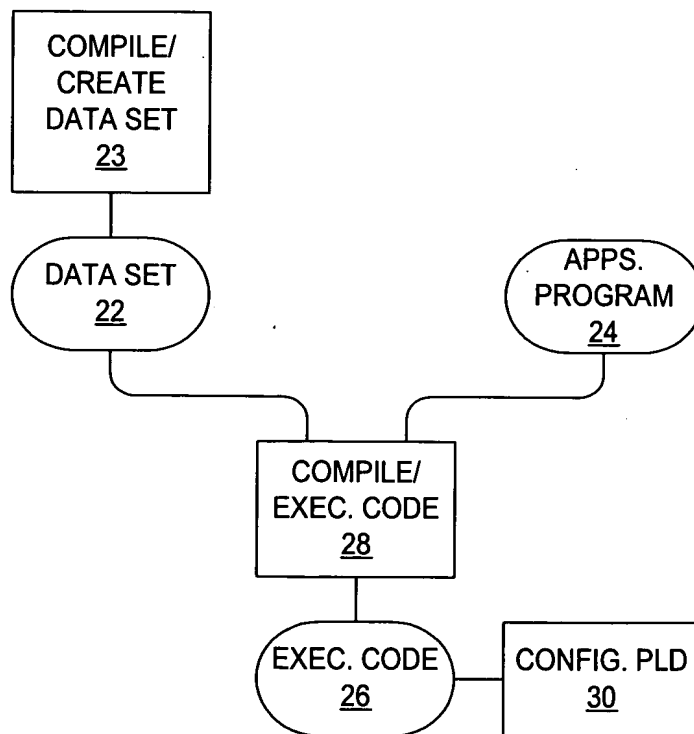 COMPILE/
CREATE
DATA SET
23
DATA SET
22
APPS.
PROGRAM
24
COMPILE/
EXEC. CODE
28
EXEC. CODE
26
CONFIG. PLD
30